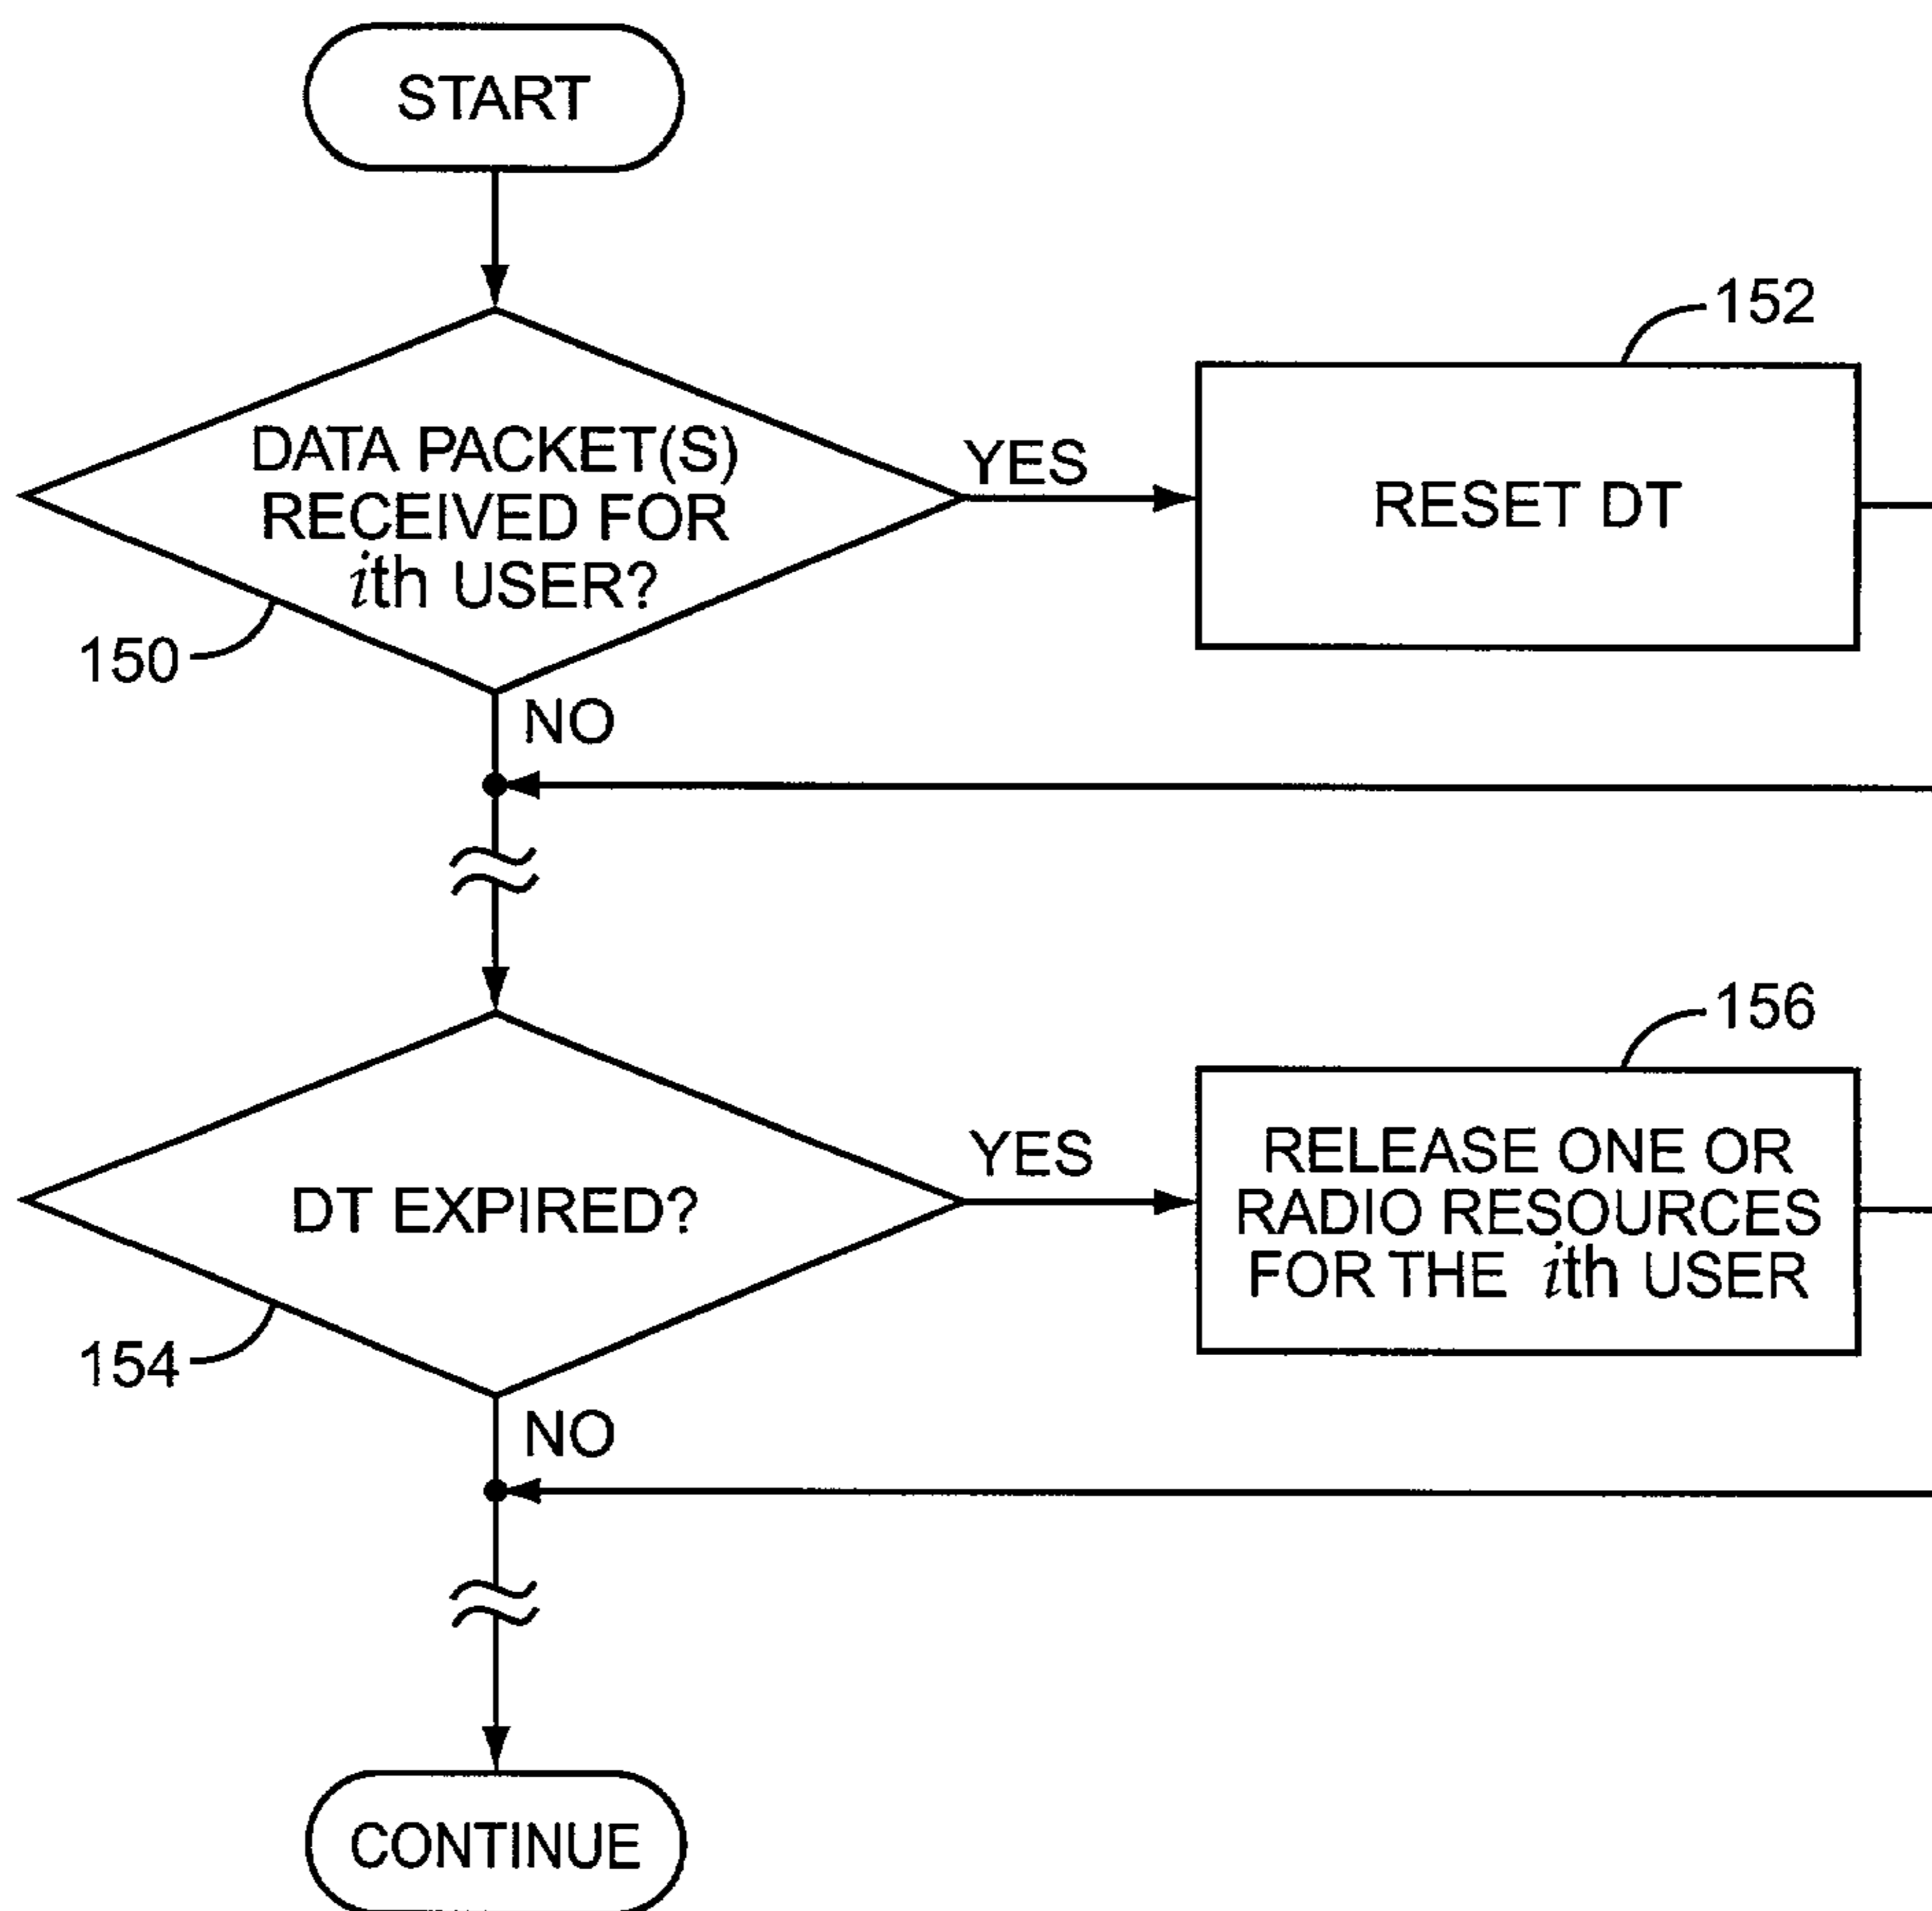 START
152
DATA PACKET(S)
RECEIVED FOR
ith USER?
YES
RESET DT
150
NO
156
DT EXPIRED?
YES
RELEASE ONE OR
RADIO RESOURCES
FOR THE ith USER
154
NO
CONTINUE